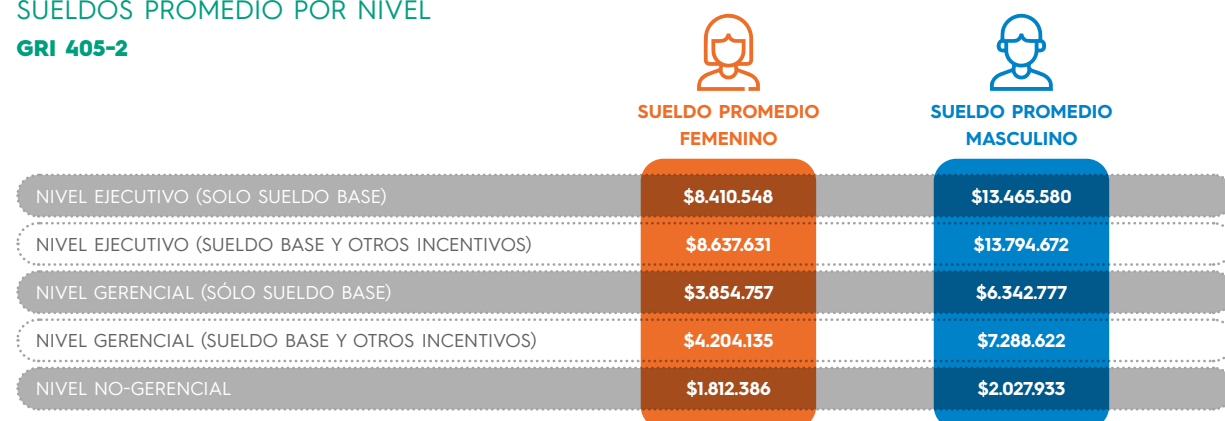 SUELDOS PROMEDIO POR NIVEL
GRI 405-2
SUELDO PROMEDIO FEMENINO
SUELDO PROMEDIO MASCULINO
NIVEL EJECUTIVO (SOLO SUELDO BASE) $8.410.548 $13.465.580
NIVEL EJECUTIVO (SUELDO BASE Y OTROS INCENTIVOS) $8.637.631 $13.794.672
NIVEL GERENCIAL (SÓLO SUELDO BASE) $3.854.757 $6.342.777
NIVEL GERENCIAL (SUELDO BASE Y OTROS INCENTIVOS) $4.204.135 $7.288.622
NIVEL NO-GERENCIAL $1.812.386 $2.027.933